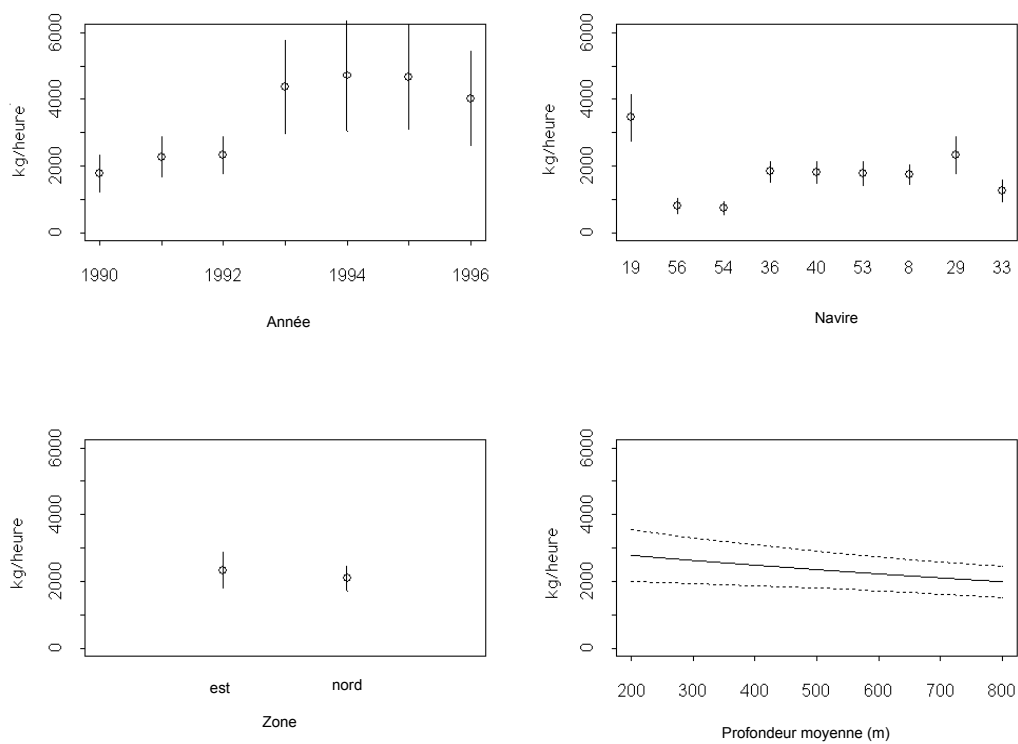 6000
4000
2000
0
kg/heure
1990 1992 1994 1996
Année
6000
4000
2000
0
kg/heure
19 56 54 36 40 53 8 29 33
Navire
6000
4000
2000
0
kg/heure
est nord
Zone
6000
4000
2000
0
kg/heure
200 300 400 500 600 700 800
Profondeur moyenne (m)